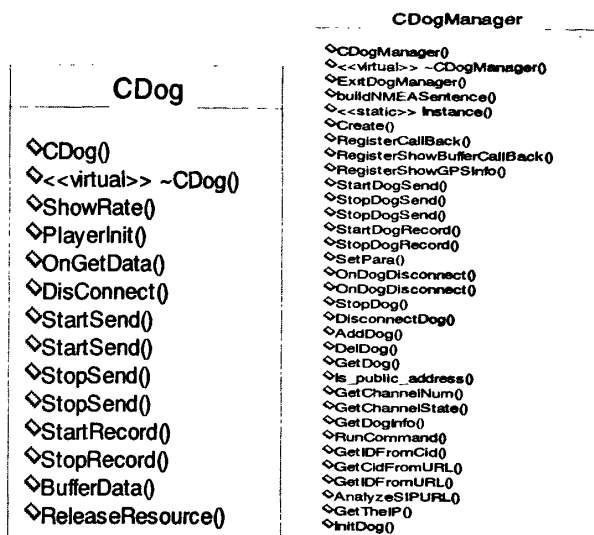 CDog
CDog()
<<virtual>> ~CDog()
ShowRate()
PlayerInit()
OnGetData()
DisConnect()
StartSend()
StartSend()
StopSend()
StopSend()
StartRecord()
StopRecord()
BufferData()
ReleaseResource()
CDogManager
CDogManager()
<<virtual>> ~CDogManager()
ExitDogManager()
buildNMEASentence()
<<static>> Instance()
Create()
RegisterCallBack()
RegisterShowBufferCallBack()
RegisterShowGPSInfo()
StartDogSend()
StopDogSend()
StopDogSend()
StartDogRecord()
StopDogRecord()
SetPara()
OnDogDisconnect()
OnDogDisconnect()
StopDog()
DisconnectDog()
AddDog()
DelDog()
GetDog()
is_public_address()
GetChannelNum()
GetChannelState()
GetDogInfo()
RunCommand()
GetIDFromCid()
GetCidFromURL()
GetIDFromURL()
AnalyzeSIPURL()
GetTheIP()
InitDog()